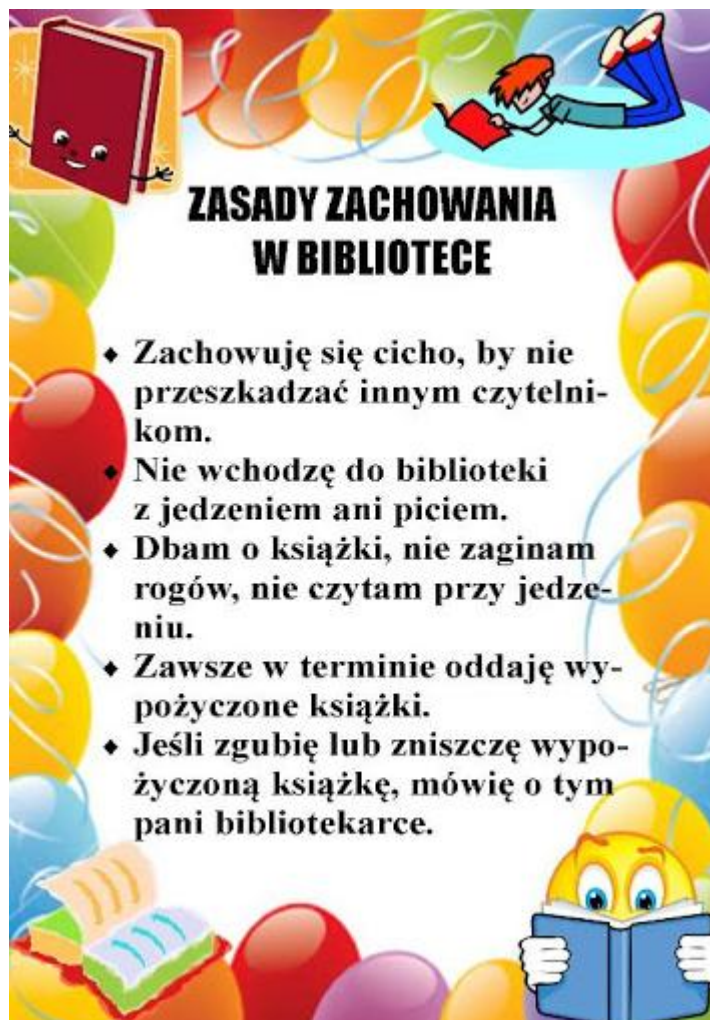 ZASADY ZACHOWANIA
W BIBLIOTECE
♦ Zachowuję się cicho, by nie
przeszkadzać innym czytelni-
kom.
♦ Nie wchodzę do biblioteki
z jedzeniem ani piciem.
♦ Dbam o książki, nie zaginam
rogów, nie czytam przy jedze-
niu.
♦ Zawsze w terminie oddaję wy-
pożyczone książki.
♦ Jeśli zgubię lub zniszczę wypo-
życzoną książkę, mówię o tym
pani bibliotekarce.